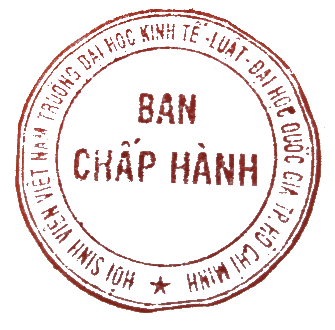 HỘI SINH VIÊN VIỆT NAM TRƯỜNG ĐẠI HỌC KINH TẾ-LUẬT-ĐẠI HỌC QUỐC GIA TP.HỒ CHÍ MINH
BAN
CHẤP HÀNH